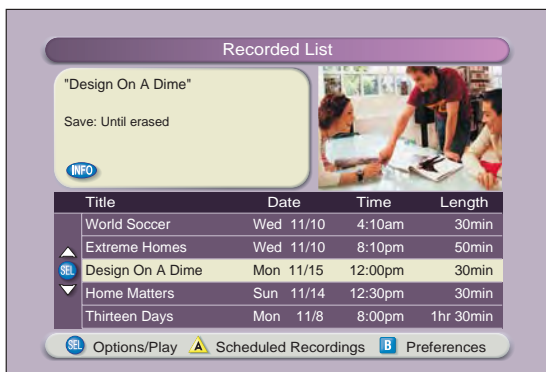 Recorded List
"Design On A Dime"
Save: Until erased
INFO
Title Date Time Length
World Soccer Wed 11/10 4:10am 30min
Extreme Homes Wed 11/10 8:10pm 50min
SEL Design On A Dime Mon 11/15 12:00pm 30min
Home Matters Sun 11/14 12:30pm 30min
Thirteen Days Mon 11/8 8:00pm 1hr 30min
SEL Options/Play A Scheduled Recordings B Preferences